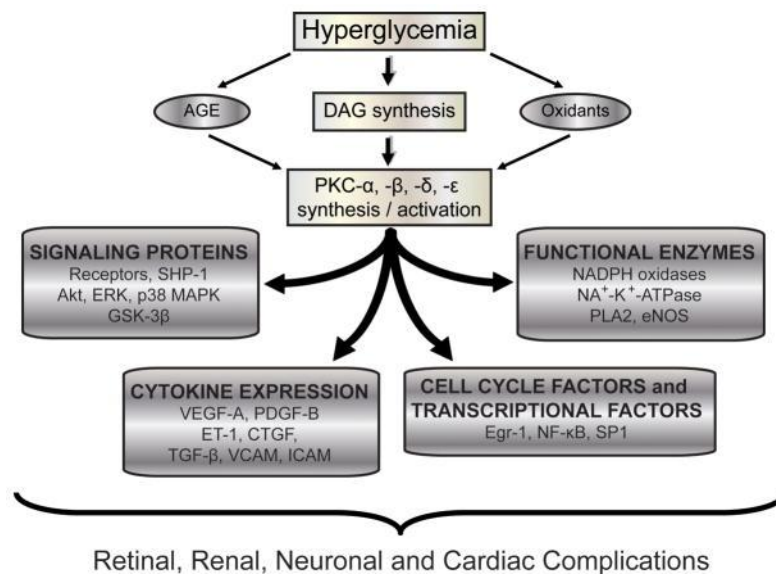 Hyperglycemia
AGE
DAG synthesis
Oxidants
PKC-α, -β, -δ, -ε
synthesis / activation
SIGNALING PROTEINS
Receptors, SHP-1
Akt, ERK, p38 MAPK
GSK-3β
FUNCTIONAL ENZYMES
NADPH oxidases
NA⁺-K⁺-ATPase
PLA2, eNOS
CYTOKINE EXPRESSION
VEGF-A, PDGF-B
ET-1, CTGF,
TGF-β, VCAM, ICAM
CELL CYCLE FACTORS and
TRANSCRIPTIONAL FACTORS
Egr-1, NF-κB, SP1
Retinal, Renal, Neuronal and Cardiac Complications